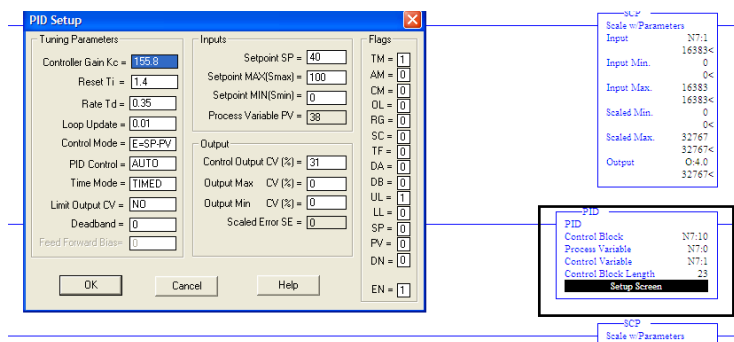 PID Setup
Tuning Parameters
Controller Gain Kc = 155.8
Reset Ti = 1.4
Rate Td = 0.35
Loop Update = 0.01
Control Mode = E=SP-PV
PID Control = AUTO
Time Mode = TIMED
Limit Output CV = NO
Deadband = 0
Feed Forward Bias= 0
Inputs
Setpoint SP = 40
Setpoint MAX(Smax) = 100
Setpoint MIN(Smin) = 0
Process Variable PV = 38
Output
Control Output CV (%) = 31
Output Max CV (%) = 0
Output Min CV (%) = 0
Scaled Error SE = 0
Flags
TM = 1
AM = 0
CM = 0
OL = 0
RG = 0
SC = 0
TF = 0
DA = 0
DB = 0
UL = 1
LL = 0
SP = 0
PV = 0
DN = 0
EN = 1
OK
Cancel
Help
SCP
Scale w/Parameters
Input N7:1
16383<
Input Min. 0
0<
Input Max. 16383
16383<
Scaled Min. 0
0<
Scaled Max. 32767
32767<
Output O:4.0
32767<
PID
PID
Control Block N7:10
Process Variable N7:0
Control Variable N7:1
Control Block Length 23
Setup Screen
SCP
Scale w/Parameters